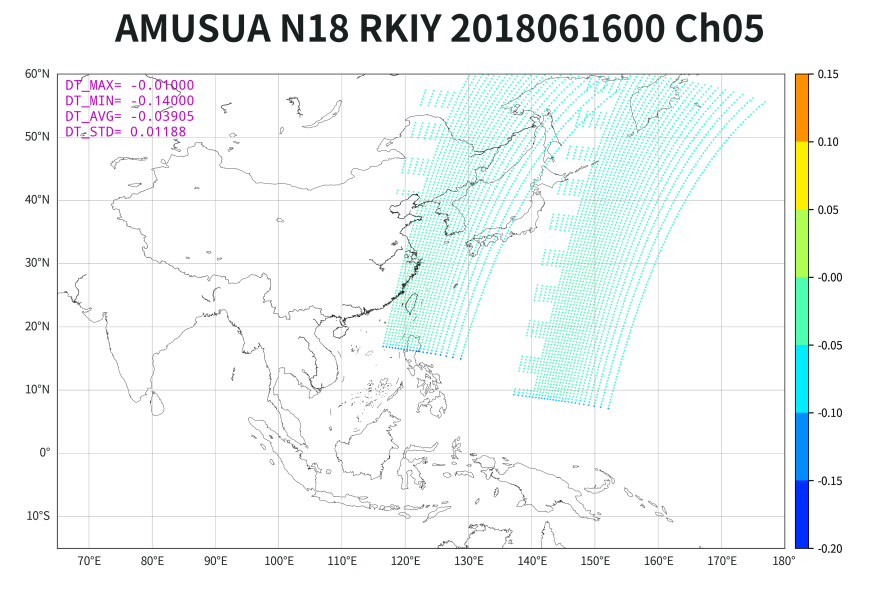 AMUSUA N18 RKIY 2018061600 Ch05
DT_MAX= -0.01000
DT_MIN= -0.14000
DT_AVG= -0.03905
DT_STD= 0.01188
60°N
50°N
40°N
30°N
20°N
10°N
0°
10°S
70°E
80°E
90°E
100°E
110°E
120°E
130°E
140°E
150°E
160°E
170°E
180°
0.15
0.10
0.05
-0.00
-0.05
-0.10
-0.15
-0.20